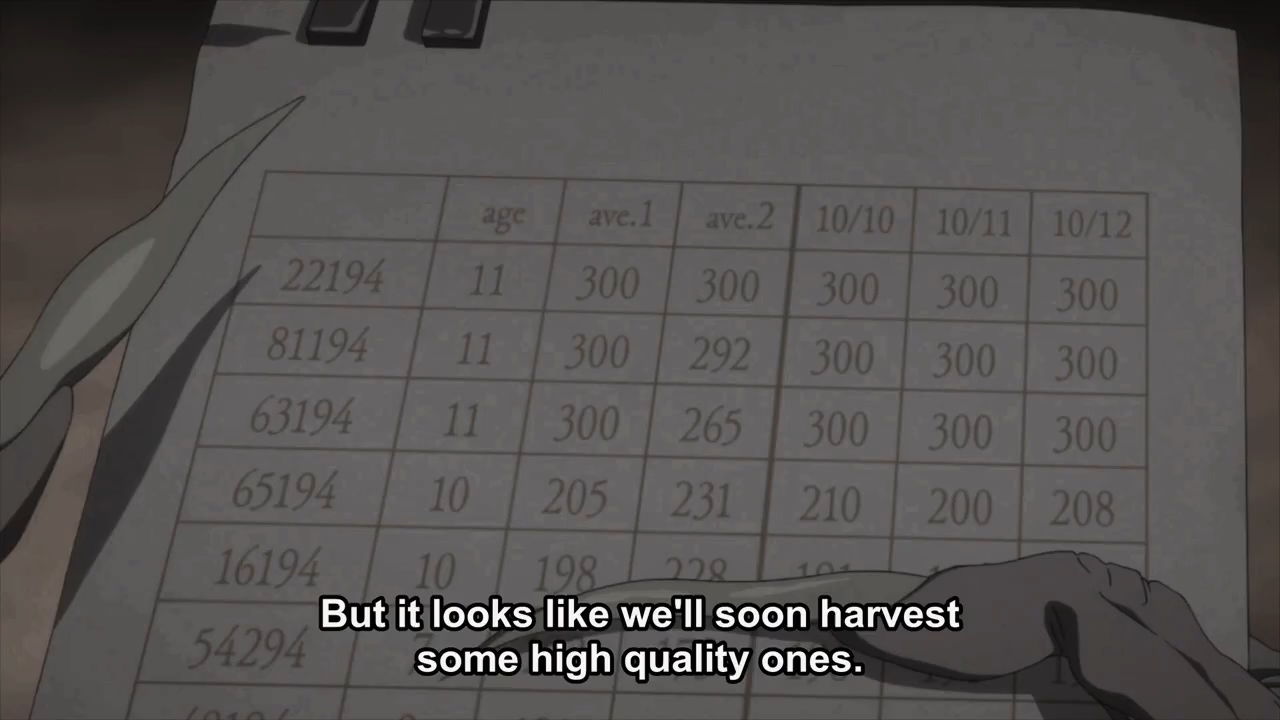 age ave.1 ave.2 10/10 10/11 10/12
22194 11 300 300 300 300 300
81194 11 300 292 300 300 300
63194 11 300 265 300 300 300
65194 10 205 231 210 200 208
16194 10 198 228
54294
But it looks like we'll soon harvest
some high quality ones.